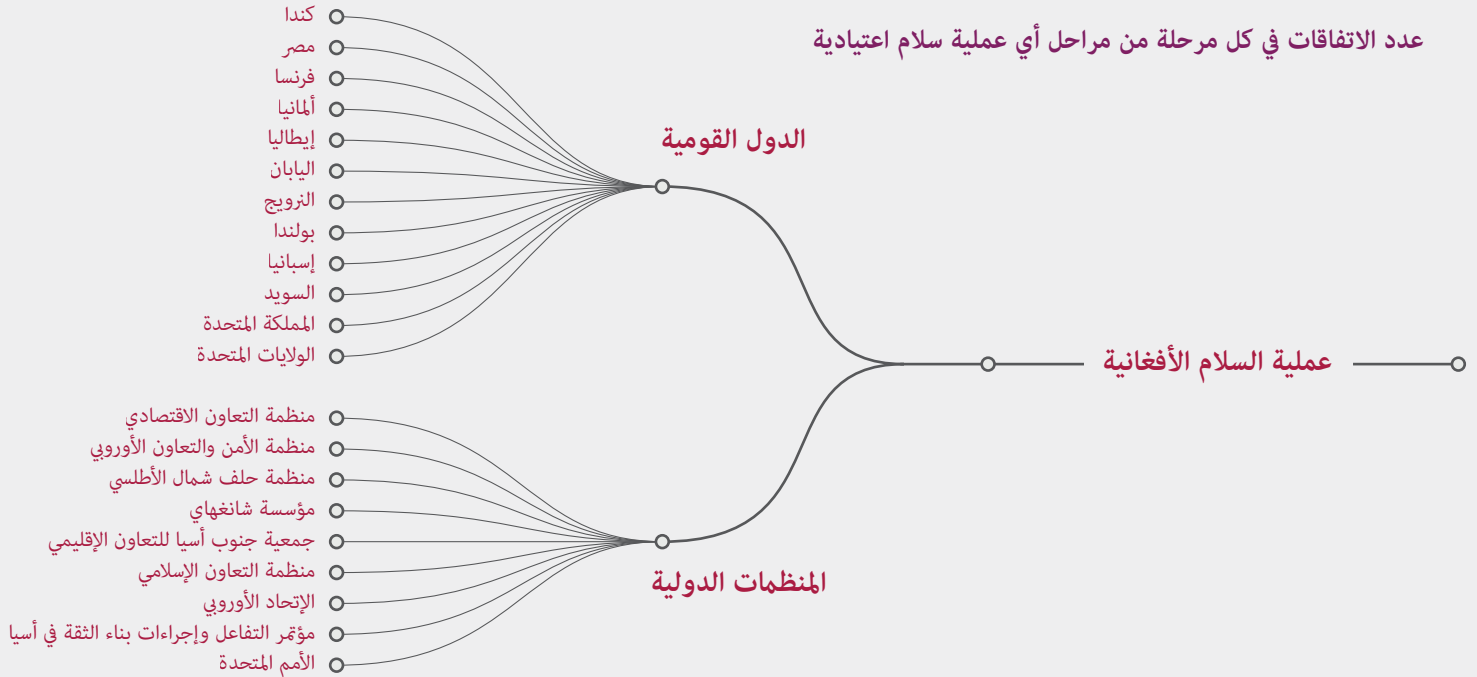 عدد الاتفاقات في كل مرحلة من مراحل أي عملية سلام اعتيادية
عملية السلام الأفغانية
الدول القومية
كندا
مصر
فرنسا
ألمانيا
إيطاليا
اليابان
النرويج
بولندا
إسبانيا
السويد
المملكة المتحدة
الولايات المتحدة
المنظمات الدولية
منظمة التعاون الاقتصادي
منظمة الأمن والتعاون الأوروبي
منظمة حلف شمال الأطلسي
مؤسسة شانغهاي
جمعية جنوب أسيا للتعاون الإقليمي
منظمة التعاون الإسلامي
الإتحاد الأوروبي
مؤتمر التفاعل وإجراءات بناء الثقة في أسيا
الأمم المتحدة